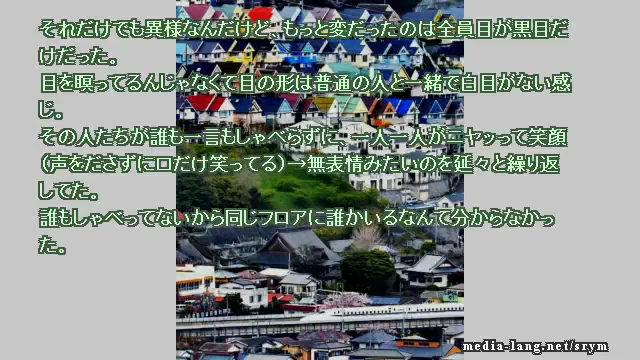 それだけでも異様なんだけど、もっと変だったのは全員目が黒目だ
けだった。
目を瞑ってるんじゃなくて目の形は普通の人と一緒で白目がない感
じ。
その人たちが誰も一言もしゃべらずに、一人一人がニヤッって笑顔
（声をださずに口だけ笑ってる）→無表情みたいのを延々と繰り返
してた。
誰もしゃべってないから同じフロアに誰かいるなんて分からなかっ
た。
media-lang.net/srym